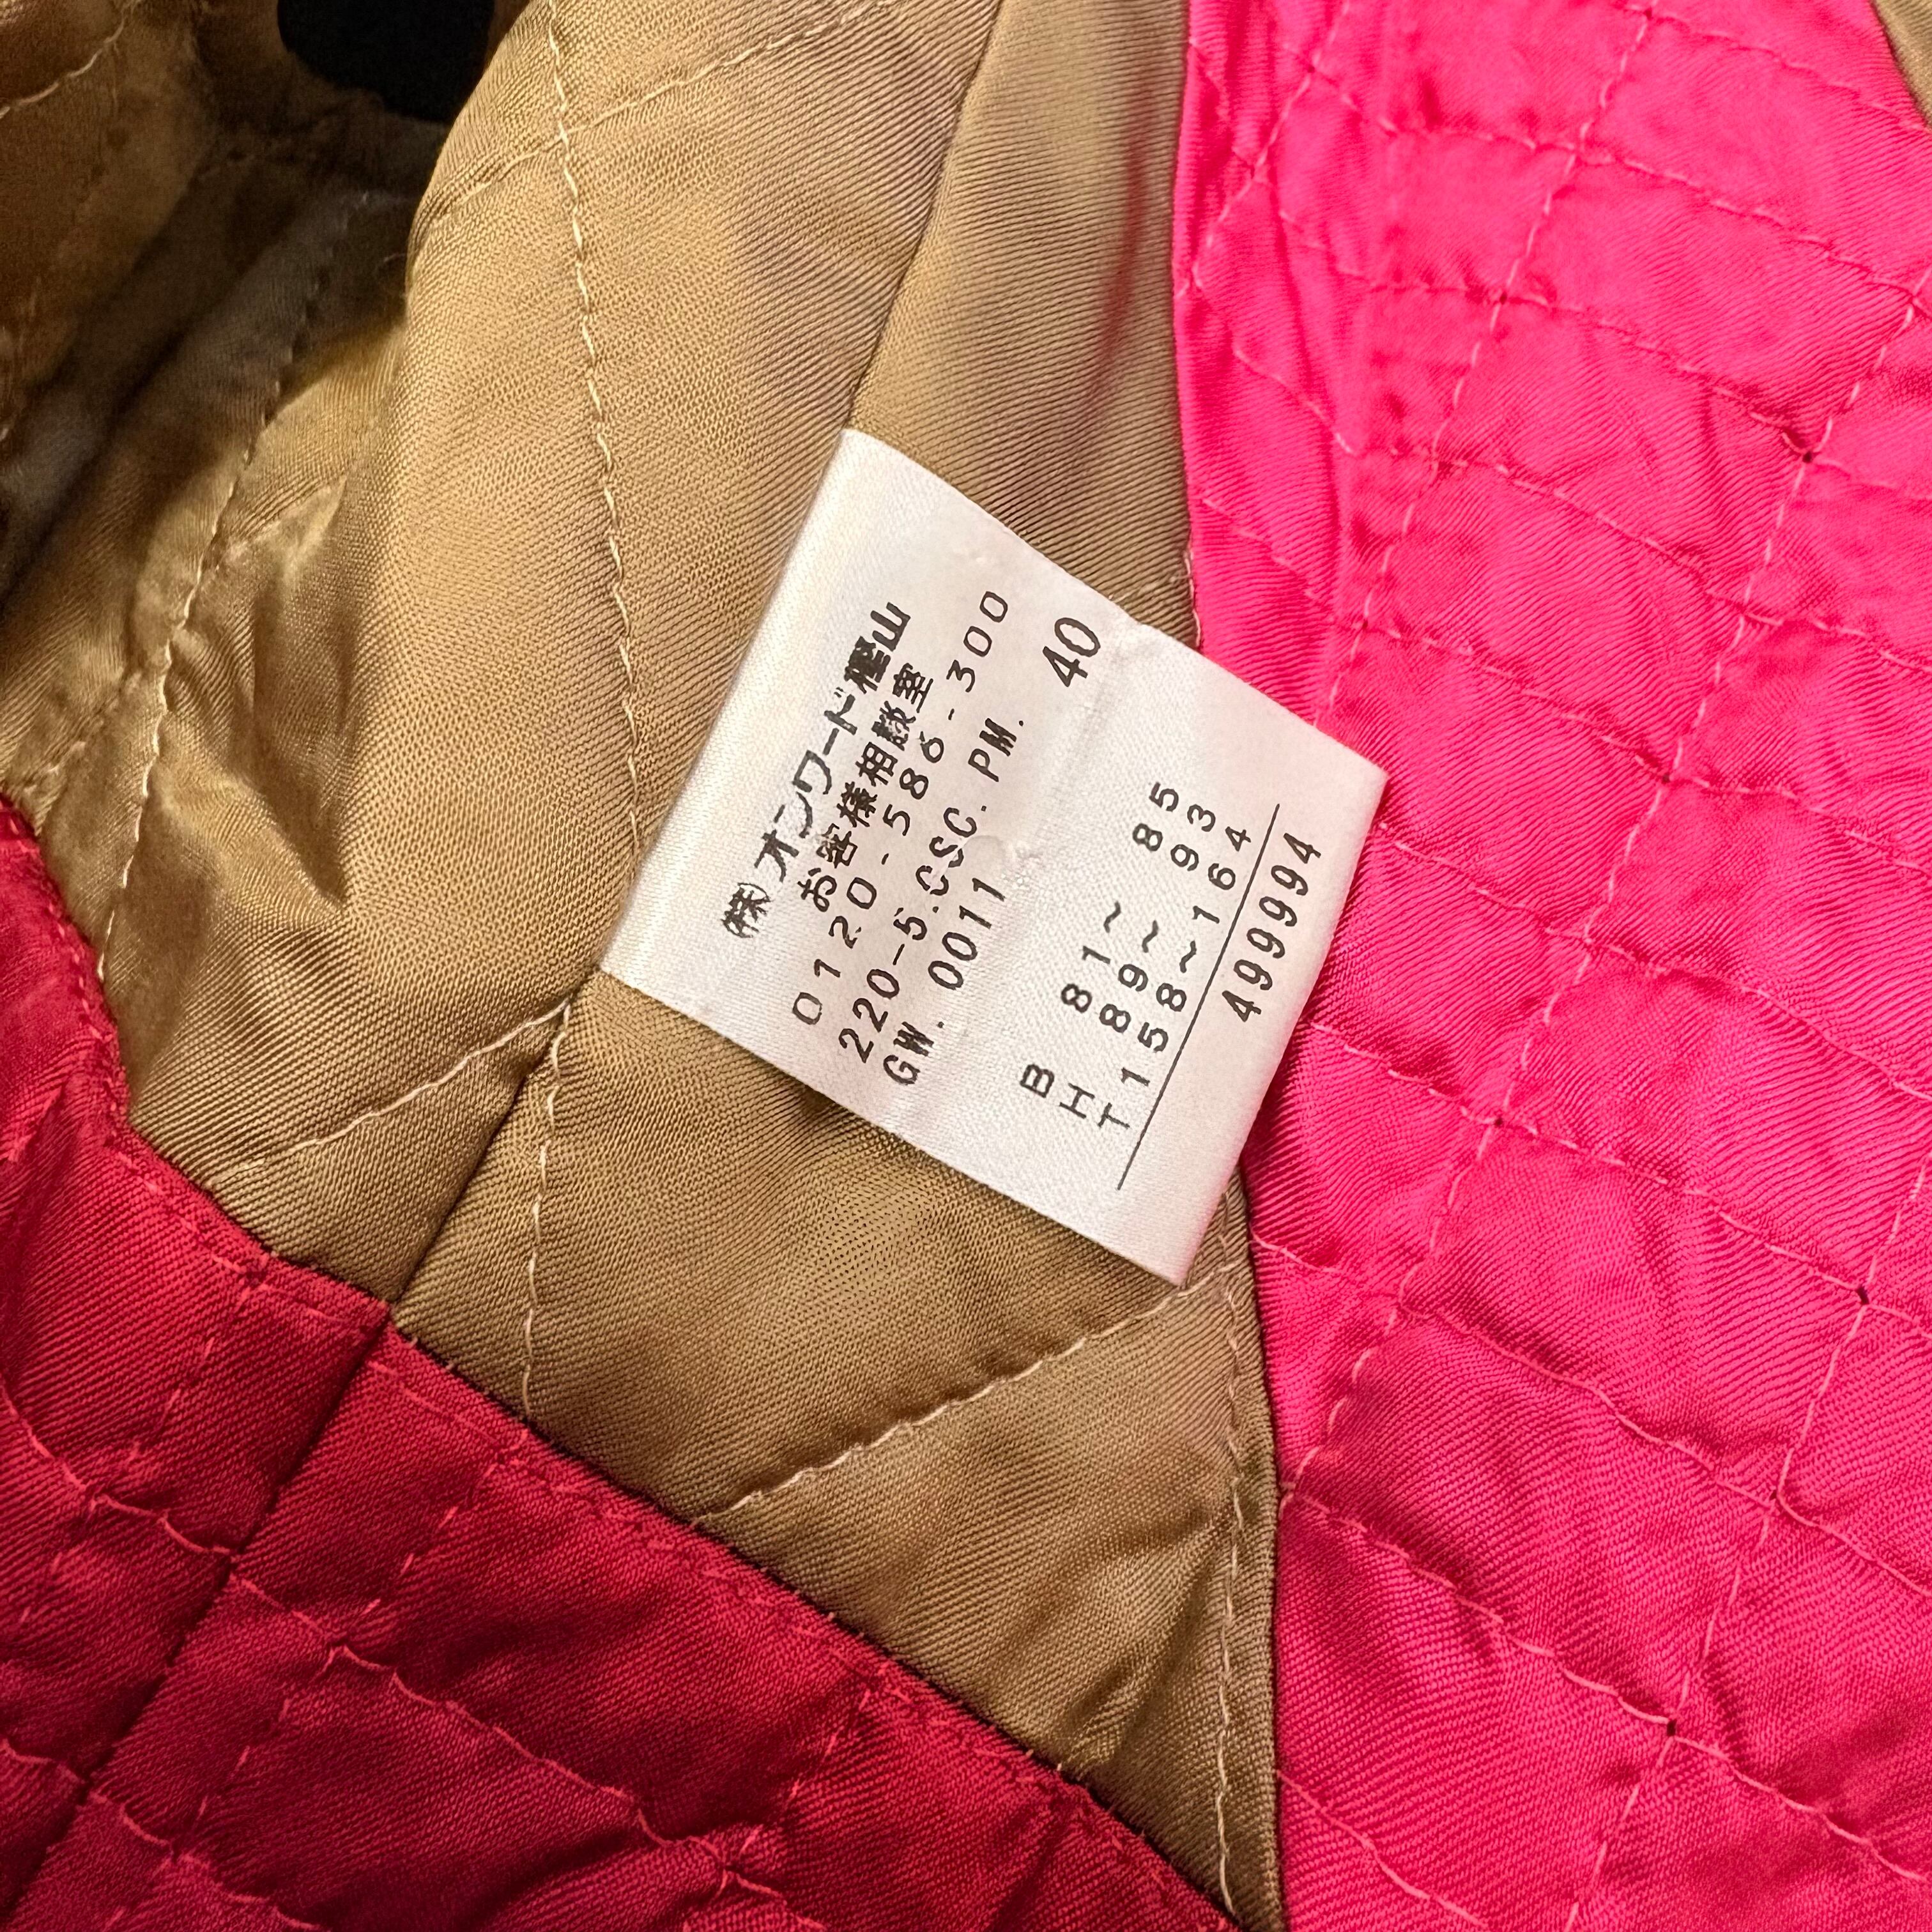 ㈱オンワード樫山
お客様相談室
0120-586-300
220-5.CSC.PM.
GW.0011 40
B 81～85
H 89～93
T 158～164
499994